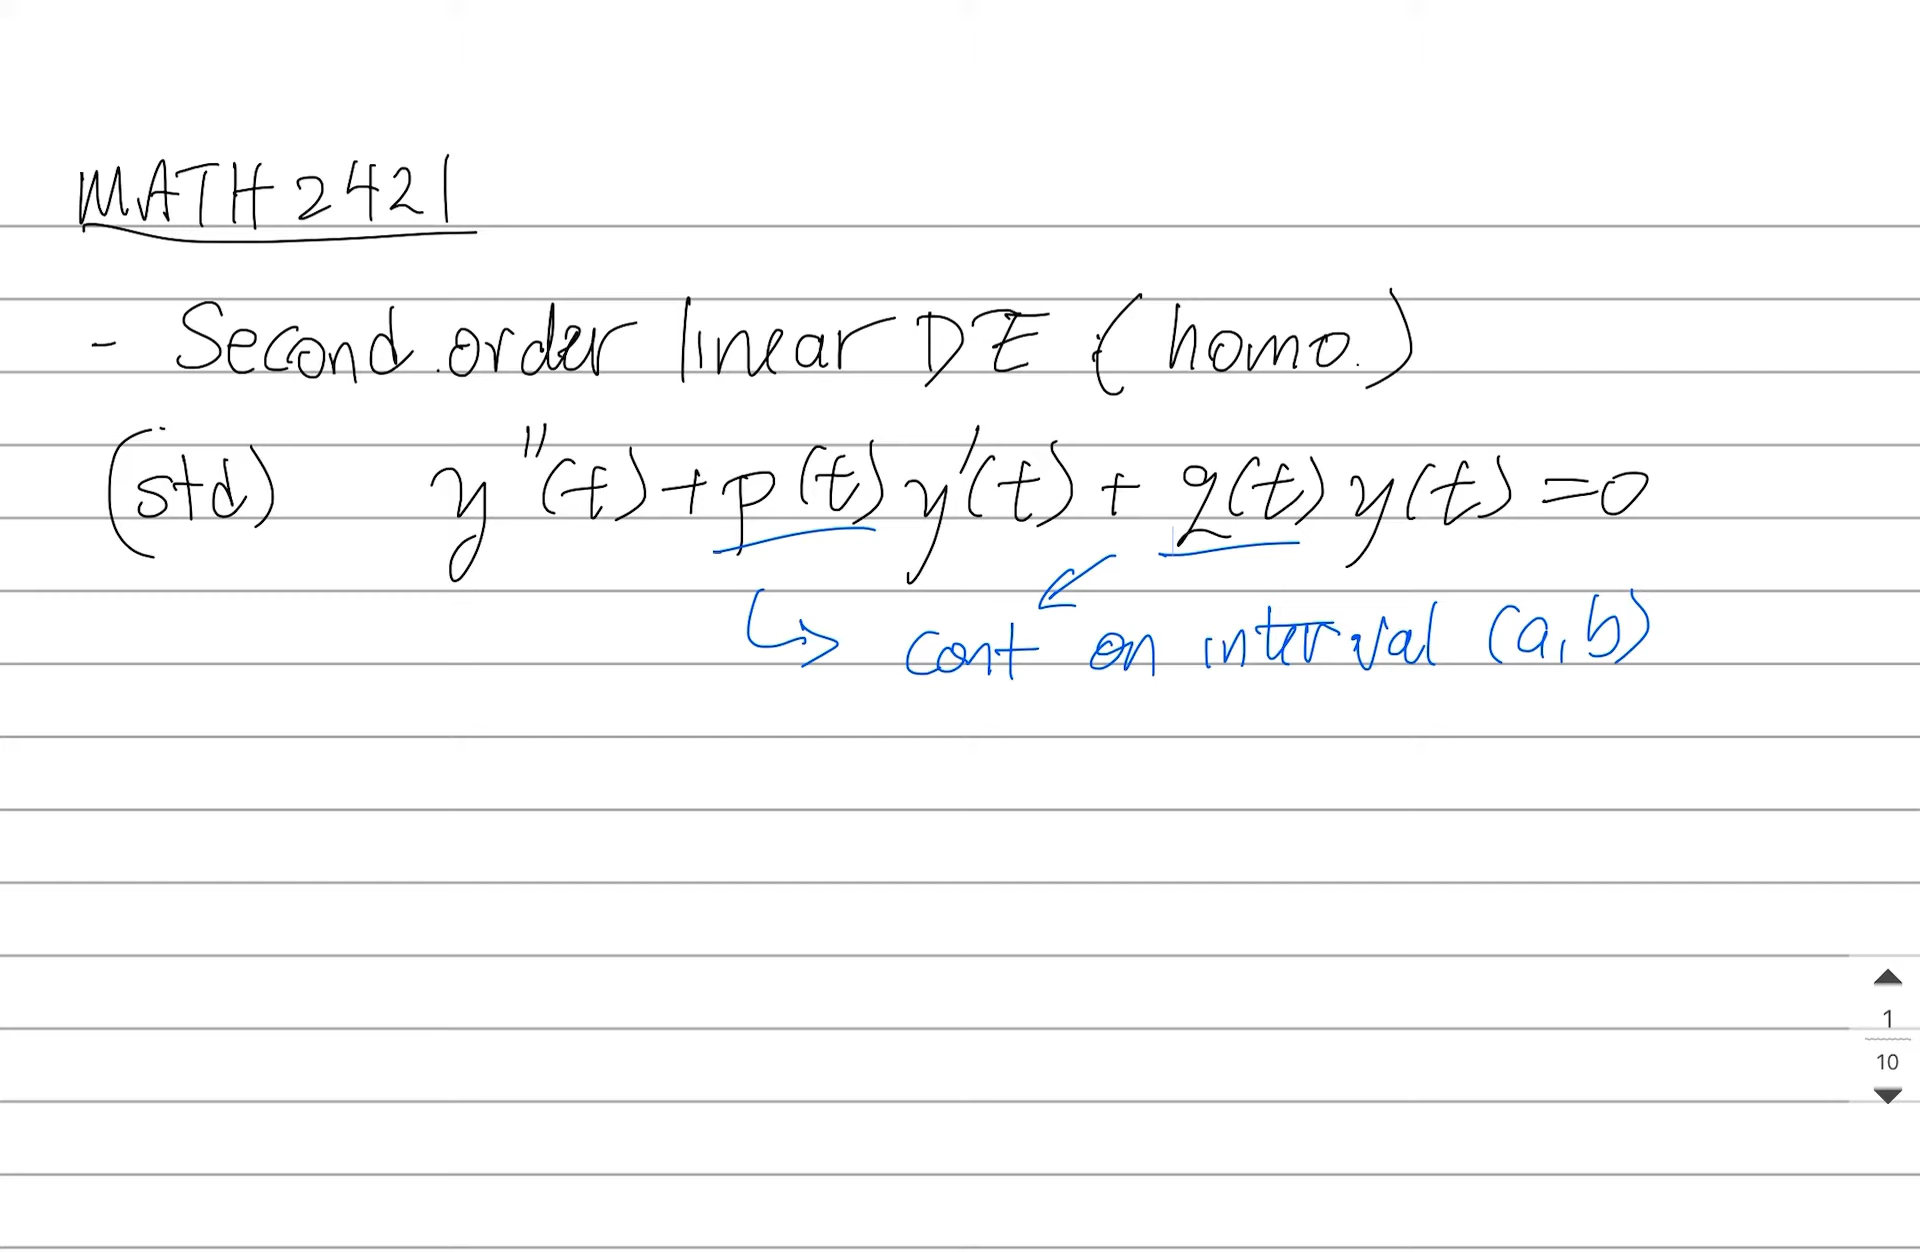 MATH 2421
- Second order linear DE (homo.)
(std) y''(t) + p(t) y'(t) + q(t) y(t) = 0
↳ cont on interval (a,b)
1
10